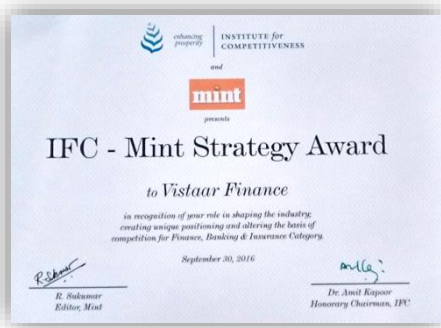 enhancing
prosperity
INSTITUTE for
COMPETITIVENESS
and
mint
presents
IFC - Mint Strategy Award
to Vistaar Finance
in recognition of your role in shaping the industry,
creating unique positioning and altering the basis of
competition for Finance, Banking & Insurance Category
September 30, 2016
R. Sukumar
R. Sukumar
Editor, Mint
Dr. Amit Kapoor
Honorary Chairman, IFC